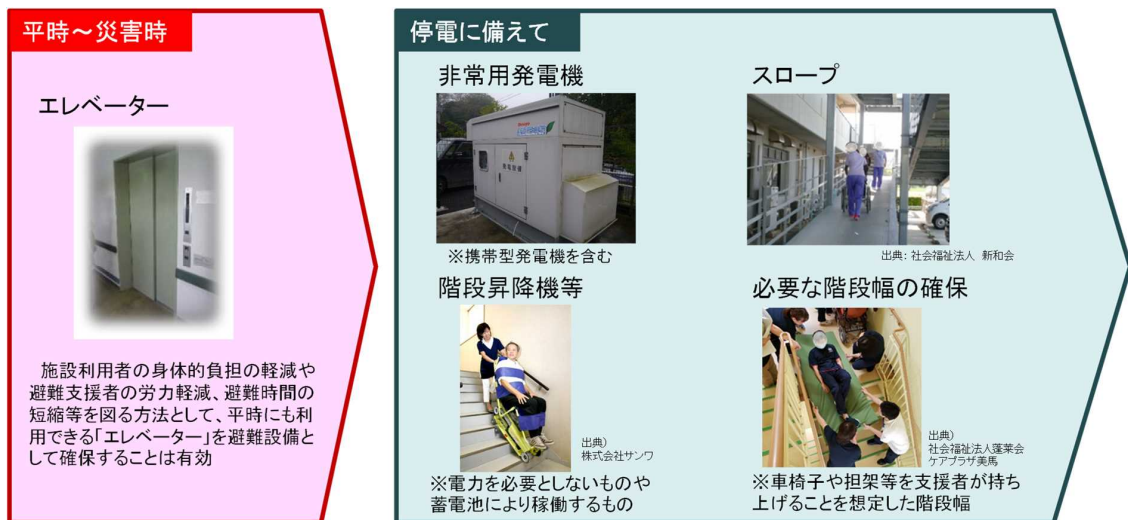 平時～災害時
エレベーター
施設利用者の身体的負担の軽減や
避難支援者の労力軽減、避難時間の
短縮等を図る方法として、平時にも利
用できる「エレベーター」を避難設備と
して確保することは有効
停電に備えて
非常用発電機
※携帯型発電機を含む
スロープ
出典: 社会福祉法人 新和会
階段昇降機等
出典）
株式会社サンワ
※電力を必要としないものや
蓄電池により稼働するもの
必要な階段幅の確保
出典）
社会福祉法人蓬莱会
ケアプラザ美馬
※車椅子や担架等を支援者が持ち
上げることを想定した階段幅